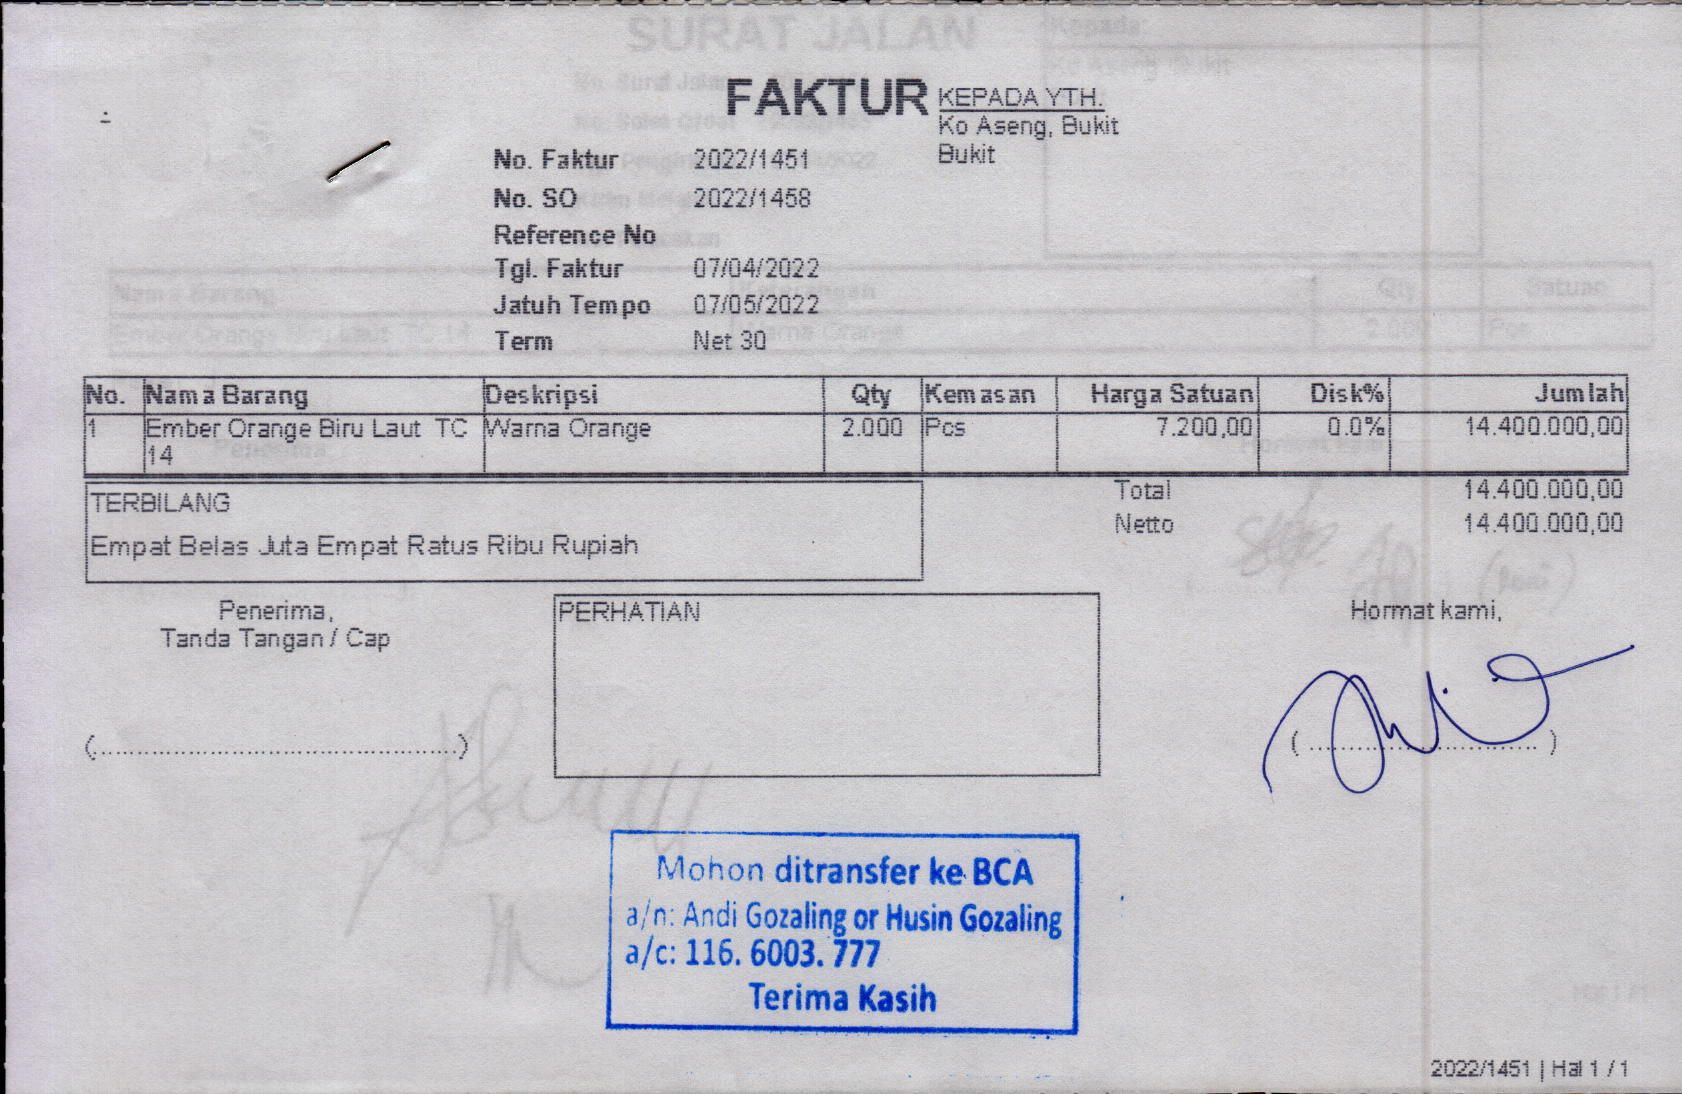 FAKTUR
KEPADA YTH.
Ko Aseng, Bukit
Bukit
No. Faktur 2022/1451
No. SO 2022/1458
Reference No
Tgl. Faktur 07/04/2022
Jatuh Tempo 07/05/2022
Term Net 30
No. Nama Barang Deskripsi Qty Kemasan Harga Satuan Disk% Jumlah
1 Ember Orange Biru Laut TC Warna Orange 2.000 Pcs 7.200,00 0.0% 14.400.000,00
14
TERBILANG
Empat Belas Juta Empat Ratus Ribu Rupiah
Total 14.400.000,00
Netto 14.400.000,00
Penerima,
Tanda Tangan / Cap
(........................................................)
PERHATIAN
Hormat kami,
( ................................... )
Mohon ditransfer ke BCA
a/n: Andi Gozaling or Husin Gozaling
a/c: 116. 6003. 777
Terima Kasih
2022/1451 | Hal 1 / 1
SURAT JALAN
Kepada